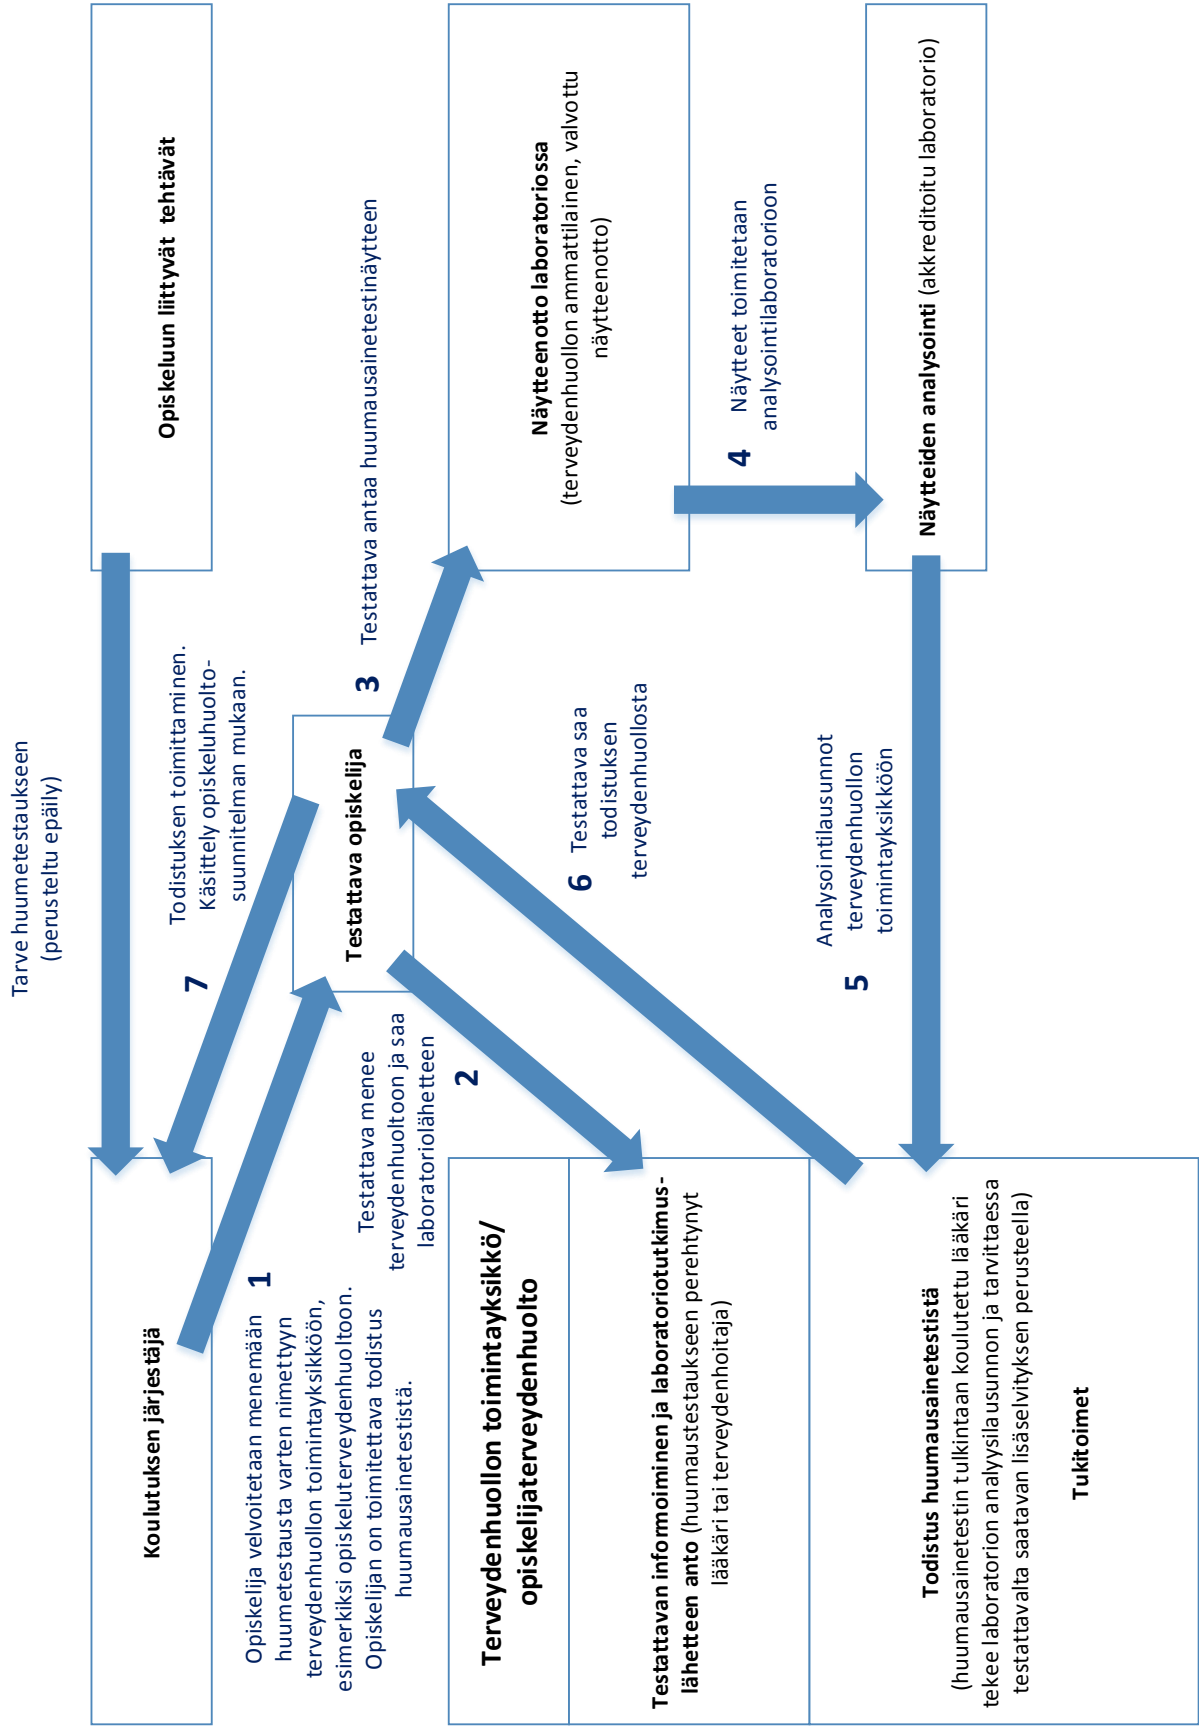 Tarve huumetestaukseen
(perusteltu epäily)
Koulutuksen järjestäjä
Opiskeluun liittyvät tehtävät
7
Todistuksen toimittaminen.
Käsittely opiskeluhuolto-
suunnitelman mukaan.
1
Opiskelija velvoitetaan menemään
huumetestausta varten nimettyyn
terveydenhuollon toimintayksikköön,
esimerkiksi opiskeluterveydenhuoltoon.
Opiskelijan on toimitettava todistus
huumausainetestistä.
Testattava opiskelija
3
Testattava antaa huumausainetestinäytteen
Testattava menee
terveydenhuoltoon ja saa
laboratoriolähetteen
2
Terveydenhuollon toimintayksikkö/
opiskelijaterveydenhuolto
Näytteenotto laboratoriossa
(terveydenhuollon ammattilainen, valvottu
näytteenotto)
6
Testattava saa
todistuksen
terveydenhuollosta
Testattavan informoiminen ja laboratoriotutkimus-
lähetteen anto (huumaustestaukseen perehtynyt
lääkäri tai terveydenhoitaja)
4
Näytteet toimitetaan
analysointilaboratorioon
5
Analysointilausunnot
terveydenhuollon
toimintayksikköön
Näytteiden analysointi (akkreditoitu laboratorio)
Todistus huumausainetestistä
(huumausainetestin tulkintaan koulutettu lääkäri
tekee laboration analyysilausunnon ja tarvittaessa
testattavalta saatavan lisäselvityksen perusteella)
Tukitoimet